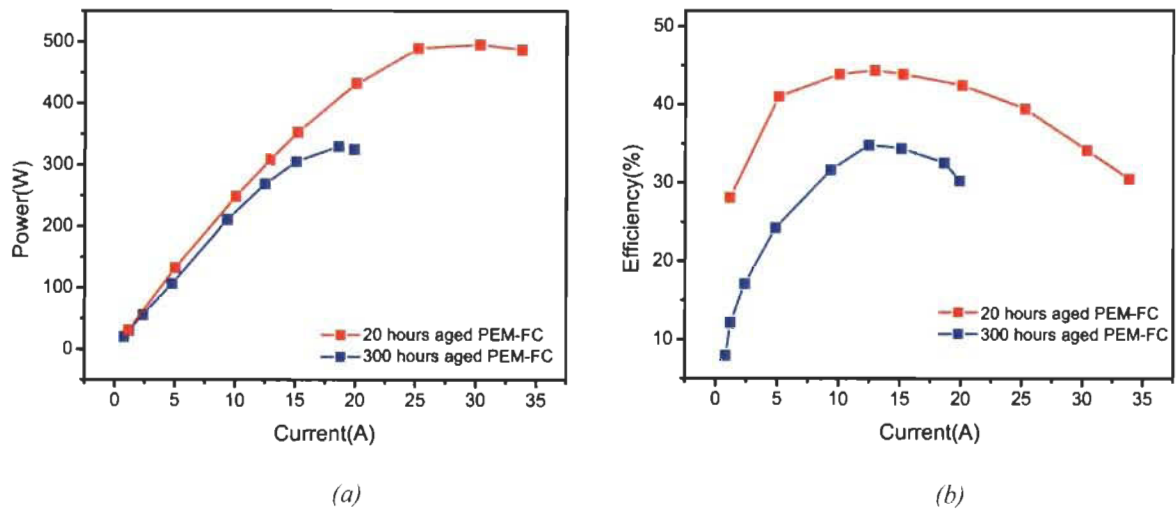 Power(W)
500
400
300
200
100
0
20 hours aged PEM-FC
300 hours aged PEM-FC
0 5 10 15 20 25 30 35
Current(A)
(a)
Efficiency(%)
50
40
30
20
10
20 hours aged PEM-FC
300 hours aged PEM-FC
0 5 10 15 20 25 30 35
Current(A)
(b)